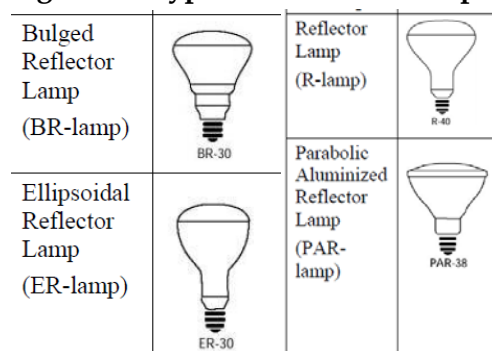 Bulged
Reflector
Lamp
(BR-lamp)
BR-30
Reflector
Lamp
(R-lamp)
R-40
Ellipsoidal
Reflector
Lamp
(ER-lamp)
ER-30
Parabolic
Aluminized
Reflector
Lamp
(PAR-
lamp)
PAR-38